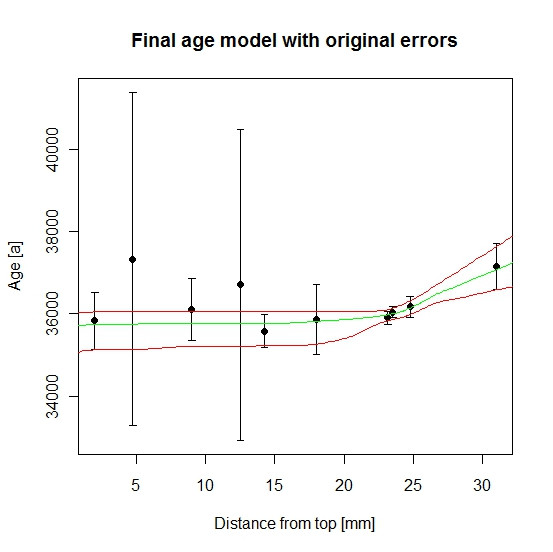 Final age model with original errors
Age [a]
40000
38000
36000
34000
5 10 15 20 25 30
Distance from top [mm]